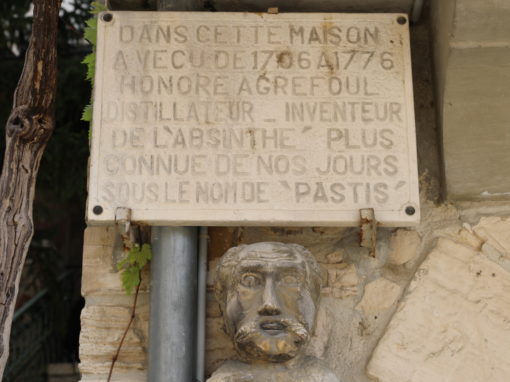 DANS CETTE MAISON
A VECU DE 1706 A 1776
HONORE AGREFOUL
DISTILLATEUR _ INVENTEUR
DE L'ABSINTHE" PLUS
CONNUE DE NOS JOURS
SOUS LE NOM DE "PASTIS"